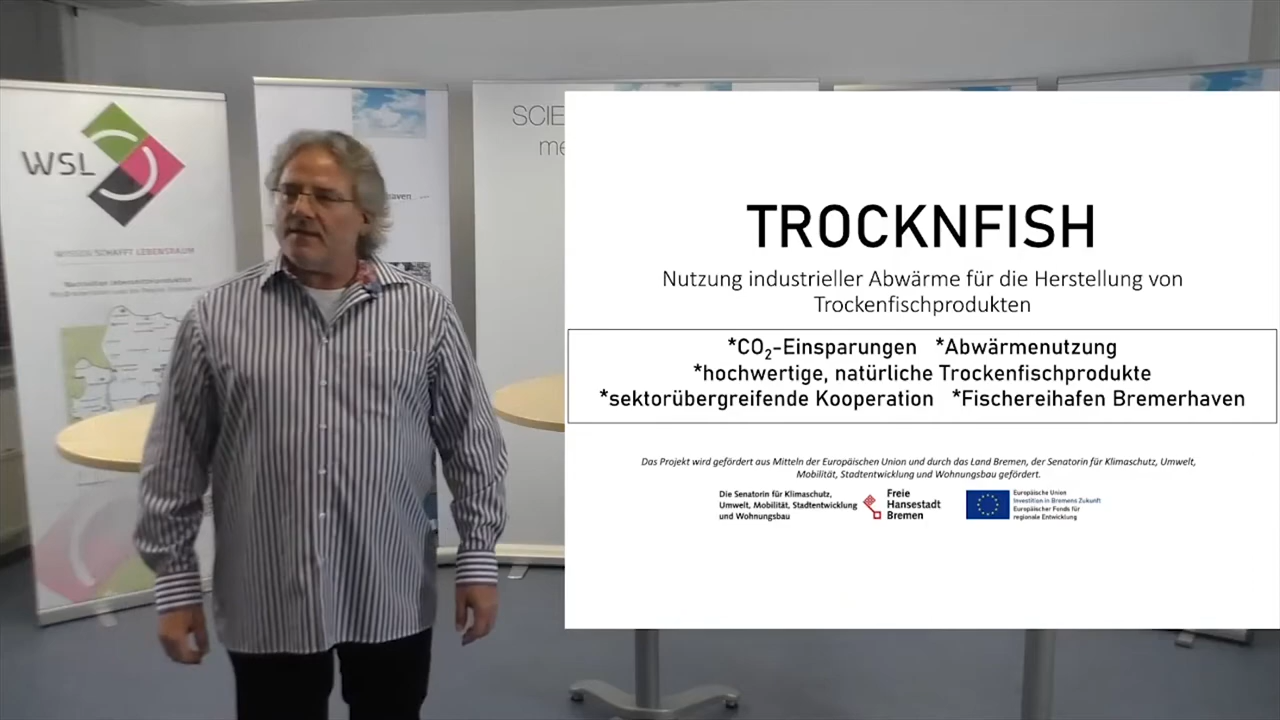 WSL
WISSEN SCHAFFT LEBENSRAUM
SCIE
me
aven
TROCKNFISH
Nutzung industrieller Abwärme für die Herstellung von
Trockenfischprodukten
*CO₂-Einsparungen *Abwärmenutzung
*hochwertige, natürliche Trockenfischprodukte
*sektorübergreifende Kooperation *Fischereihafen Bremerhaven
Das Projekt wird gefördert aus Mitteln der Europäischen Union und durch das Land Bremen, der Senatorin für Klimaschutz, Umwelt,
Mobilität, Stadtentwicklung und Wohnungsbau gefördert.
Die Senatorin für Klimaschutz,
Umwelt, Mobilität, Stadtentwicklung
und Wohnungsbau
Freie
Hansestadt
Bremen
Europäische Union
Investition in Bremens Zukunft
Europäischer Fonds für
regionale Entwicklung